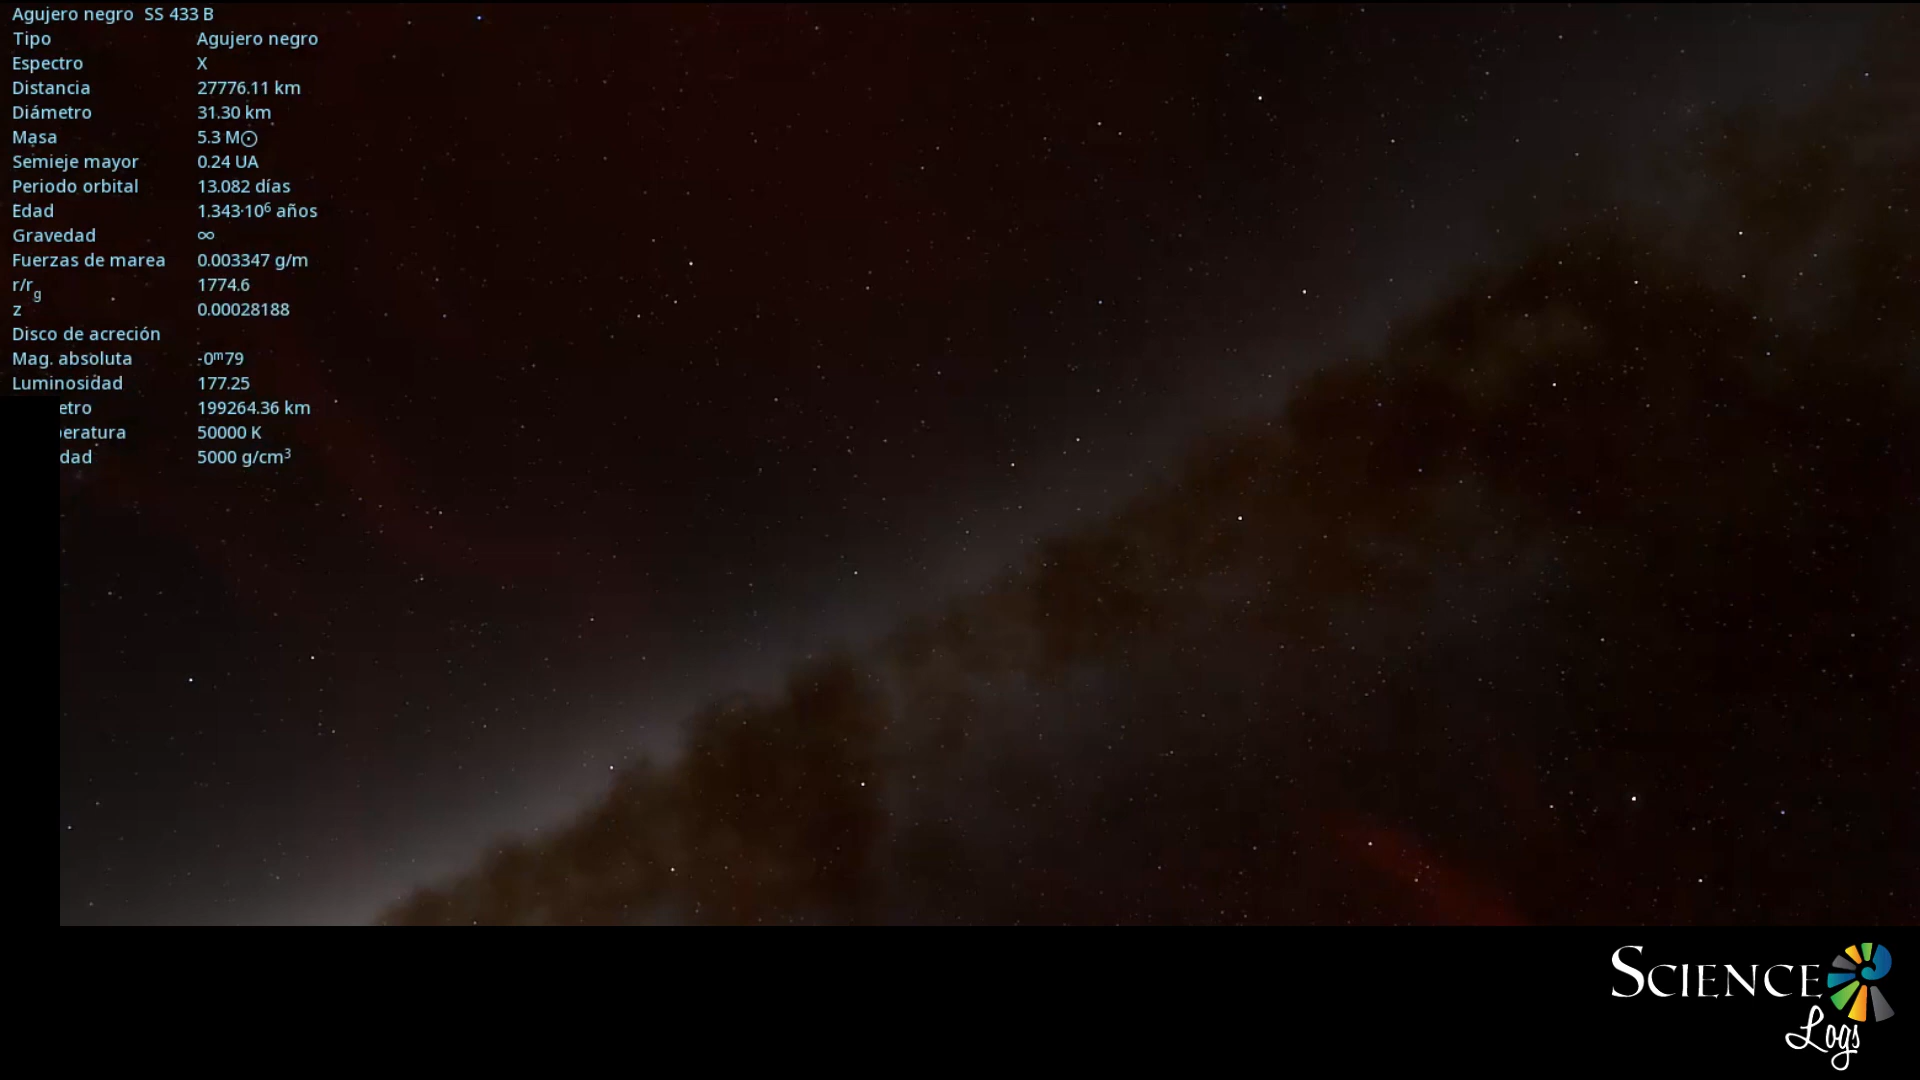 Agujero negro SS 433 B
Tipo Agujero negro
Espectro X
Distancia 27776.11 km
Diámetro 31.30 km
Masa 5.3 M☉
Semieje mayor 0.24 UA
Periodo orbital 13.082 días
Edad 1.343·10⁶ años
Gravedad ∞
Fuerzas de marea 0.003347 g/m
r/rg 1774.6
z 0.00028188
Disco de acreción
Mag. absoluta -0ᵐ79
Luminosidad 177.25
etro 199264.36 km
peratura 50000 K
dad 5000 g/cm³
SCIENCE
Logs